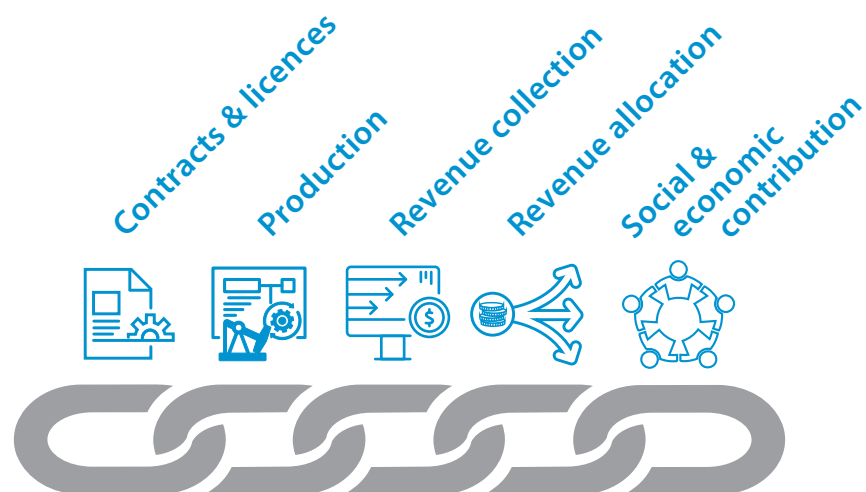 Contracts & licences
Production
Revenue collection
Revenue allocation
Social &
economic
contribution
$